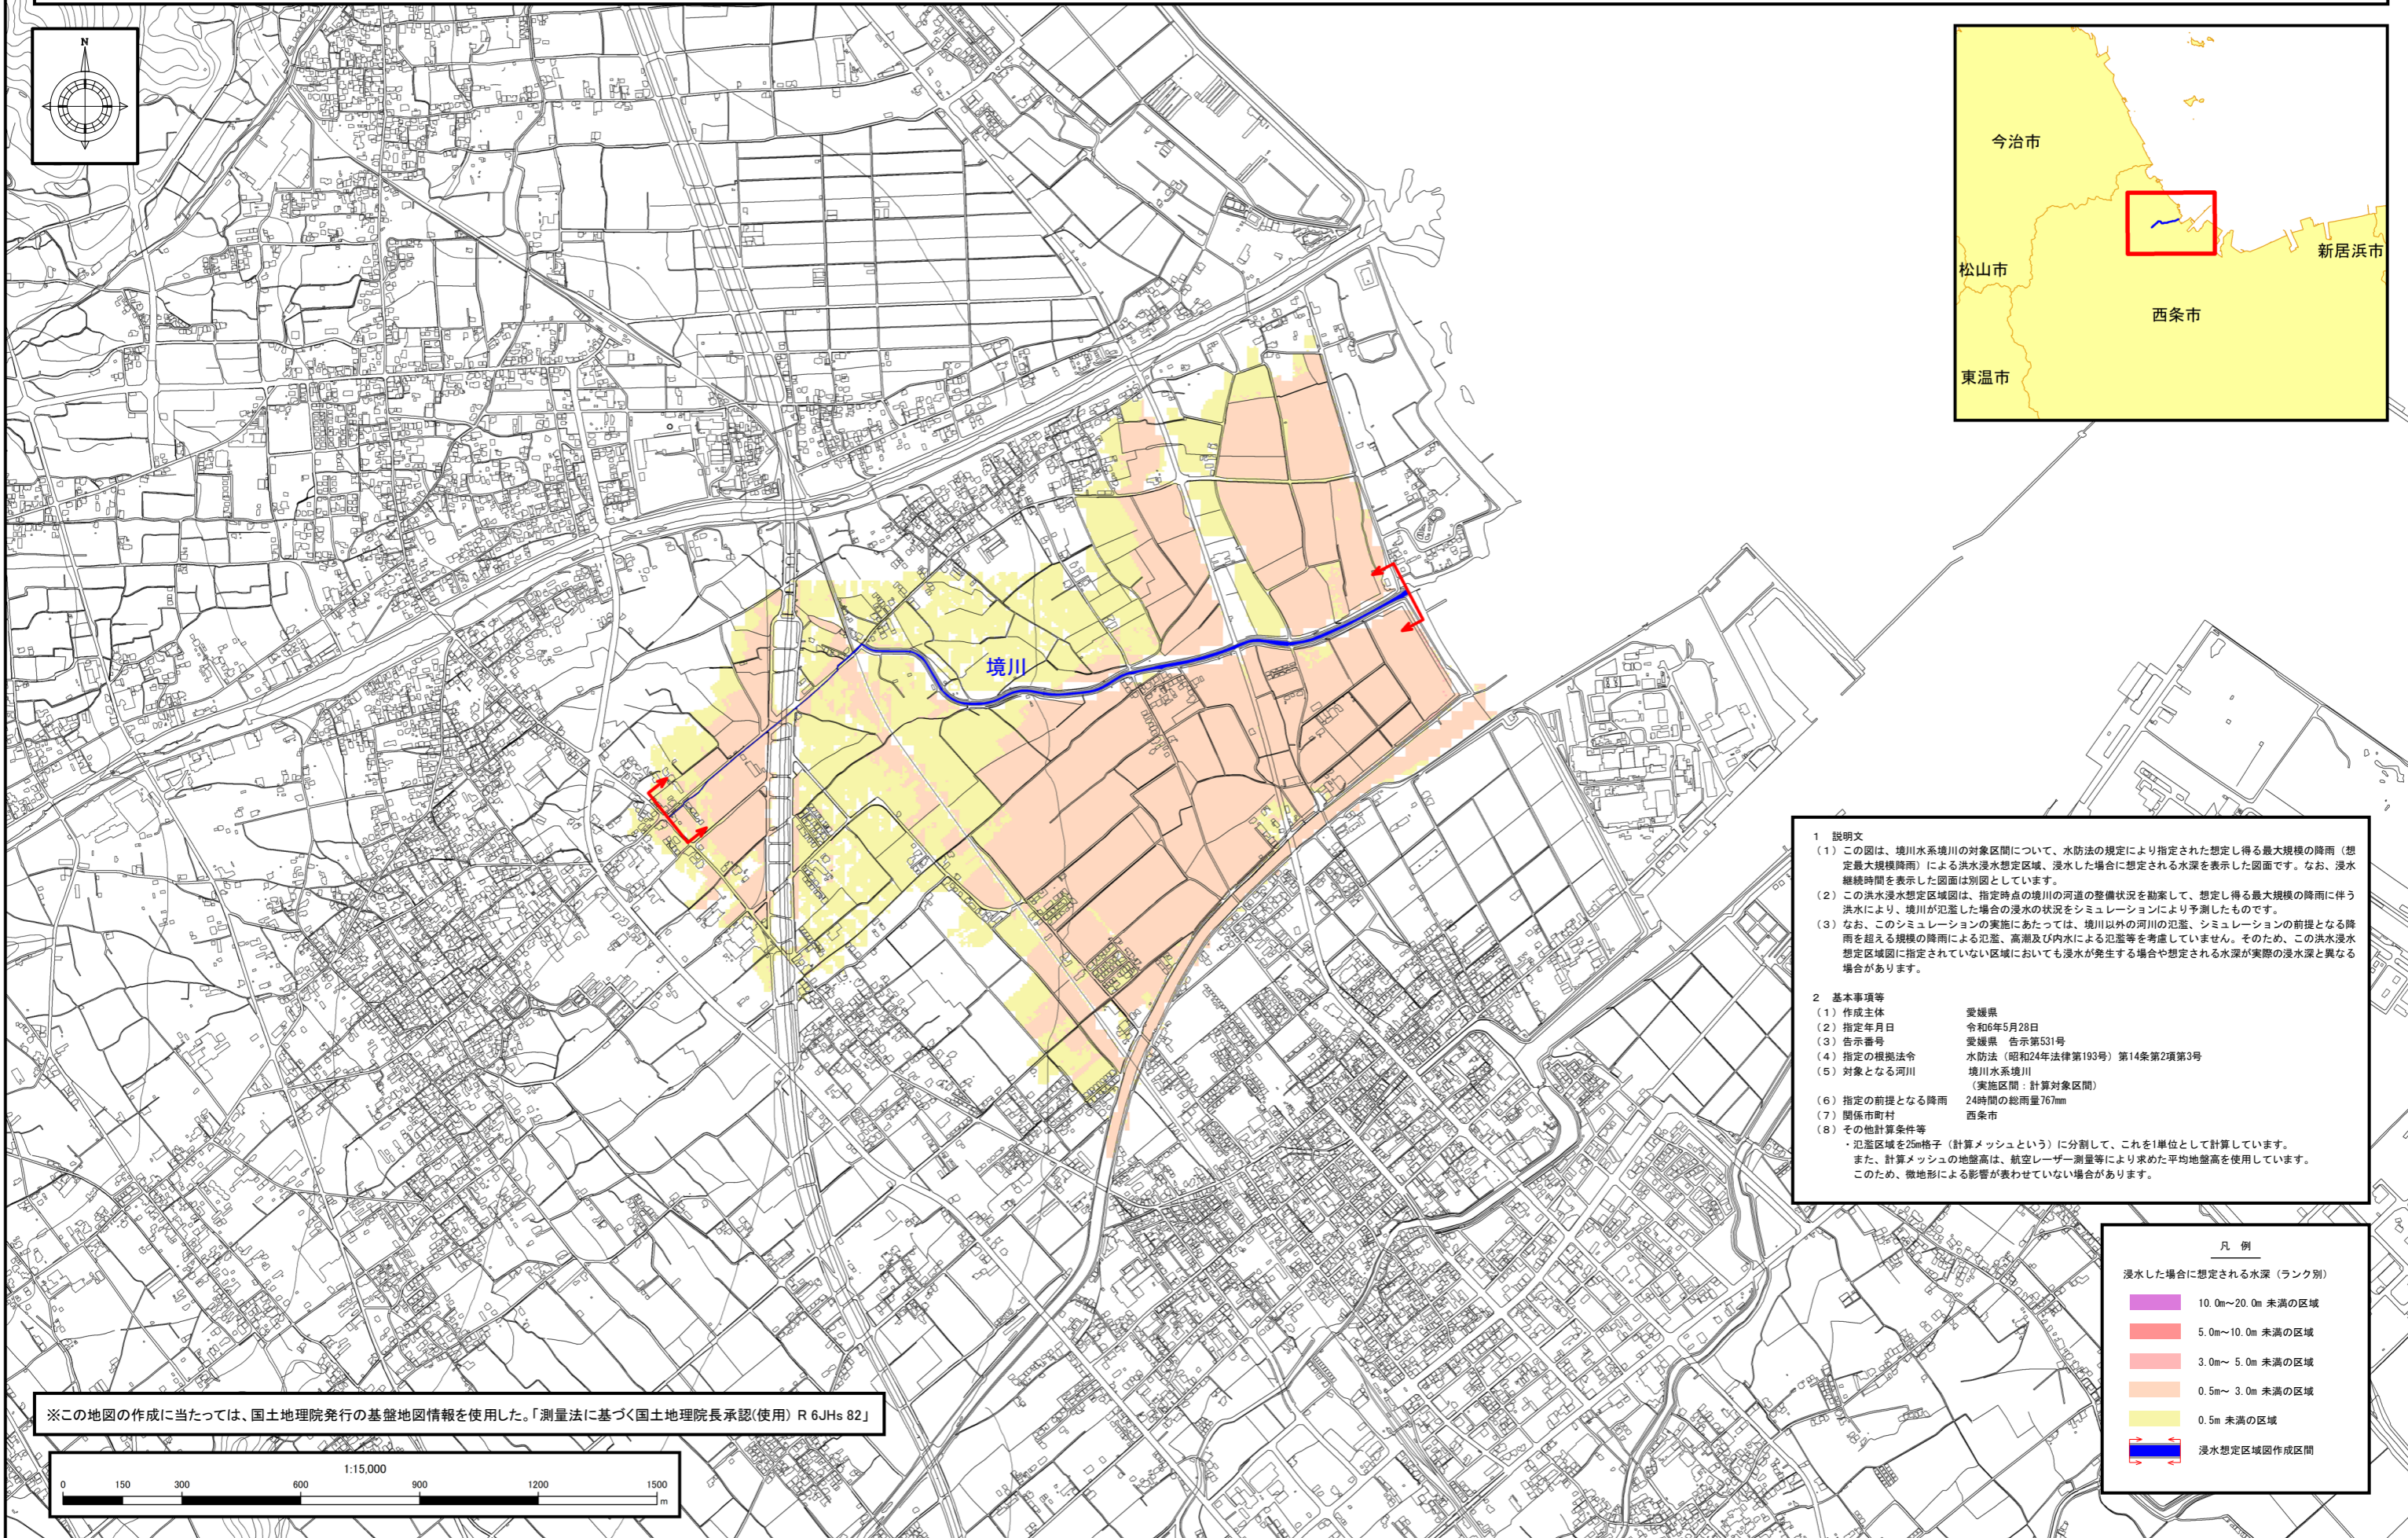 N
今治市
松山市
新居浜市
西条市
東温市
境川
1 説明文
(1) この図は、境川水系境川の対象区間について、水防法の規定により指定された想定し得る最大規模の降雨（想
定最大規模降雨）による洪水浸水想定区域、浸水した場合に想定される水深を表示した図面です。なお、浸水
継続時間を表示した図面は別図としています。
(2) この洪水浸水想定区域図は、指定時点の境川の河道の整備状況を勘案して、想定し得る最大規模の降雨に伴う
洪水により、境川が氾濫した場合の浸水の状況をシミュレーションにより予測したものです。
(3) なお、このシミュレーションの実施にあたっては、境川以外の河川の氾濫、シミュレーションの前提となる降
雨を超える規模の降雨による氾濫、高潮及び内水による氾濫等を考慮していません。そのため、この洪水浸水
想定区域図に指定されていない区域においても浸水が発生する場合や想定される水深が実際の浸水深と異なる
場合があります。
2 基本事項等
(1) 作成主体 愛媛県
(2) 指定年月日 令和6年5月28日
(3) 告示番号 愛媛県 告示第531号
(4) 指定の根拠法令 水防法（昭和24年法律第193号）第14条第2項第3号
(5) 対象となる河川 境川水系境川
（実施区間：計算対象区間）
(6) 指定の前提となる降雨 24時間の総雨量767mm
(7) 関係市町村 西条市
(8) その他計算条件等
・氾濫区域を25m格子（計算メッシュという）に分割して、これを1単位として計算しています。
また、計算メッシュの地盤高は、航空レーザー測量等により求めた平均地盤高を使用しています。
このため、微地形による影響が表わせていない場合があります。
凡 例
浸水した場合に想定される水深（ランク別）
10.0m～20.0m 未満の区域
5.0m～10.0m 未満の区域
3.0m～ 5.0m 未満の区域
0.5m～ 3.0m 未満の区域
0.5m 未満の区域
浸水想定区域図作成区間
※この地図の作成に当たっては、国土地理院発行の基盤地図情報を使用した。「測量法に基づく国土地理院長承認(使用) R 6JHs 82」
1:15,000
0 150 300 600 900 1200 1500
m